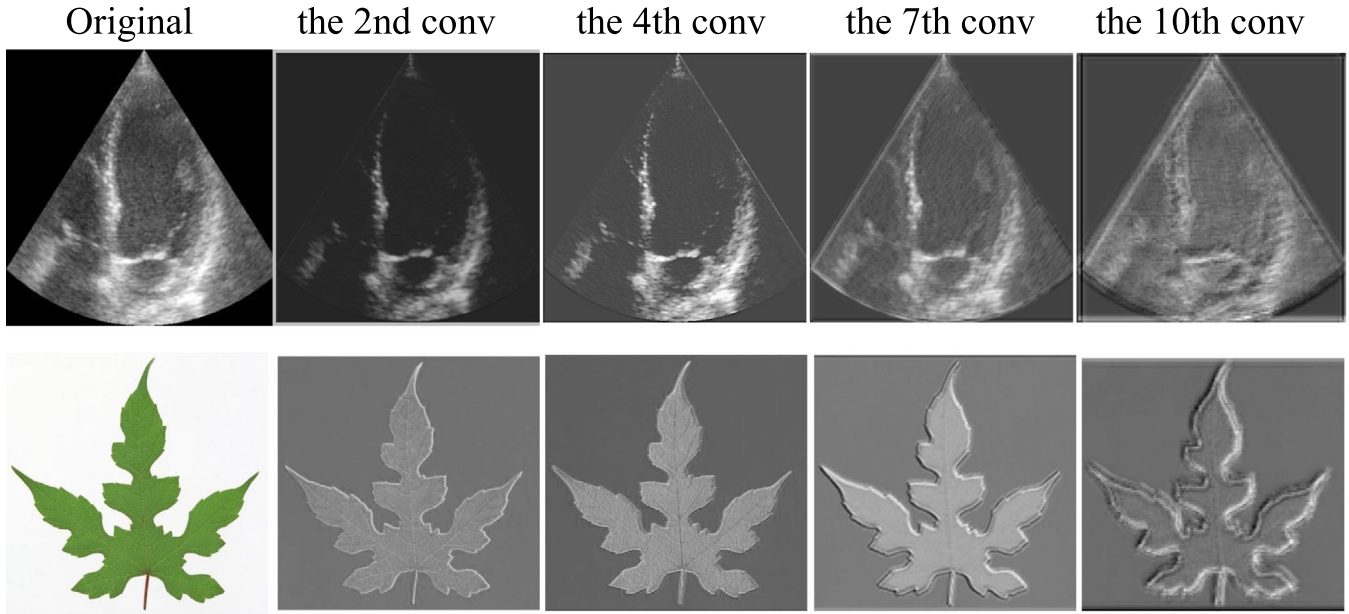 Original the 2nd conv the 4th conv the 7th conv the 10th conv